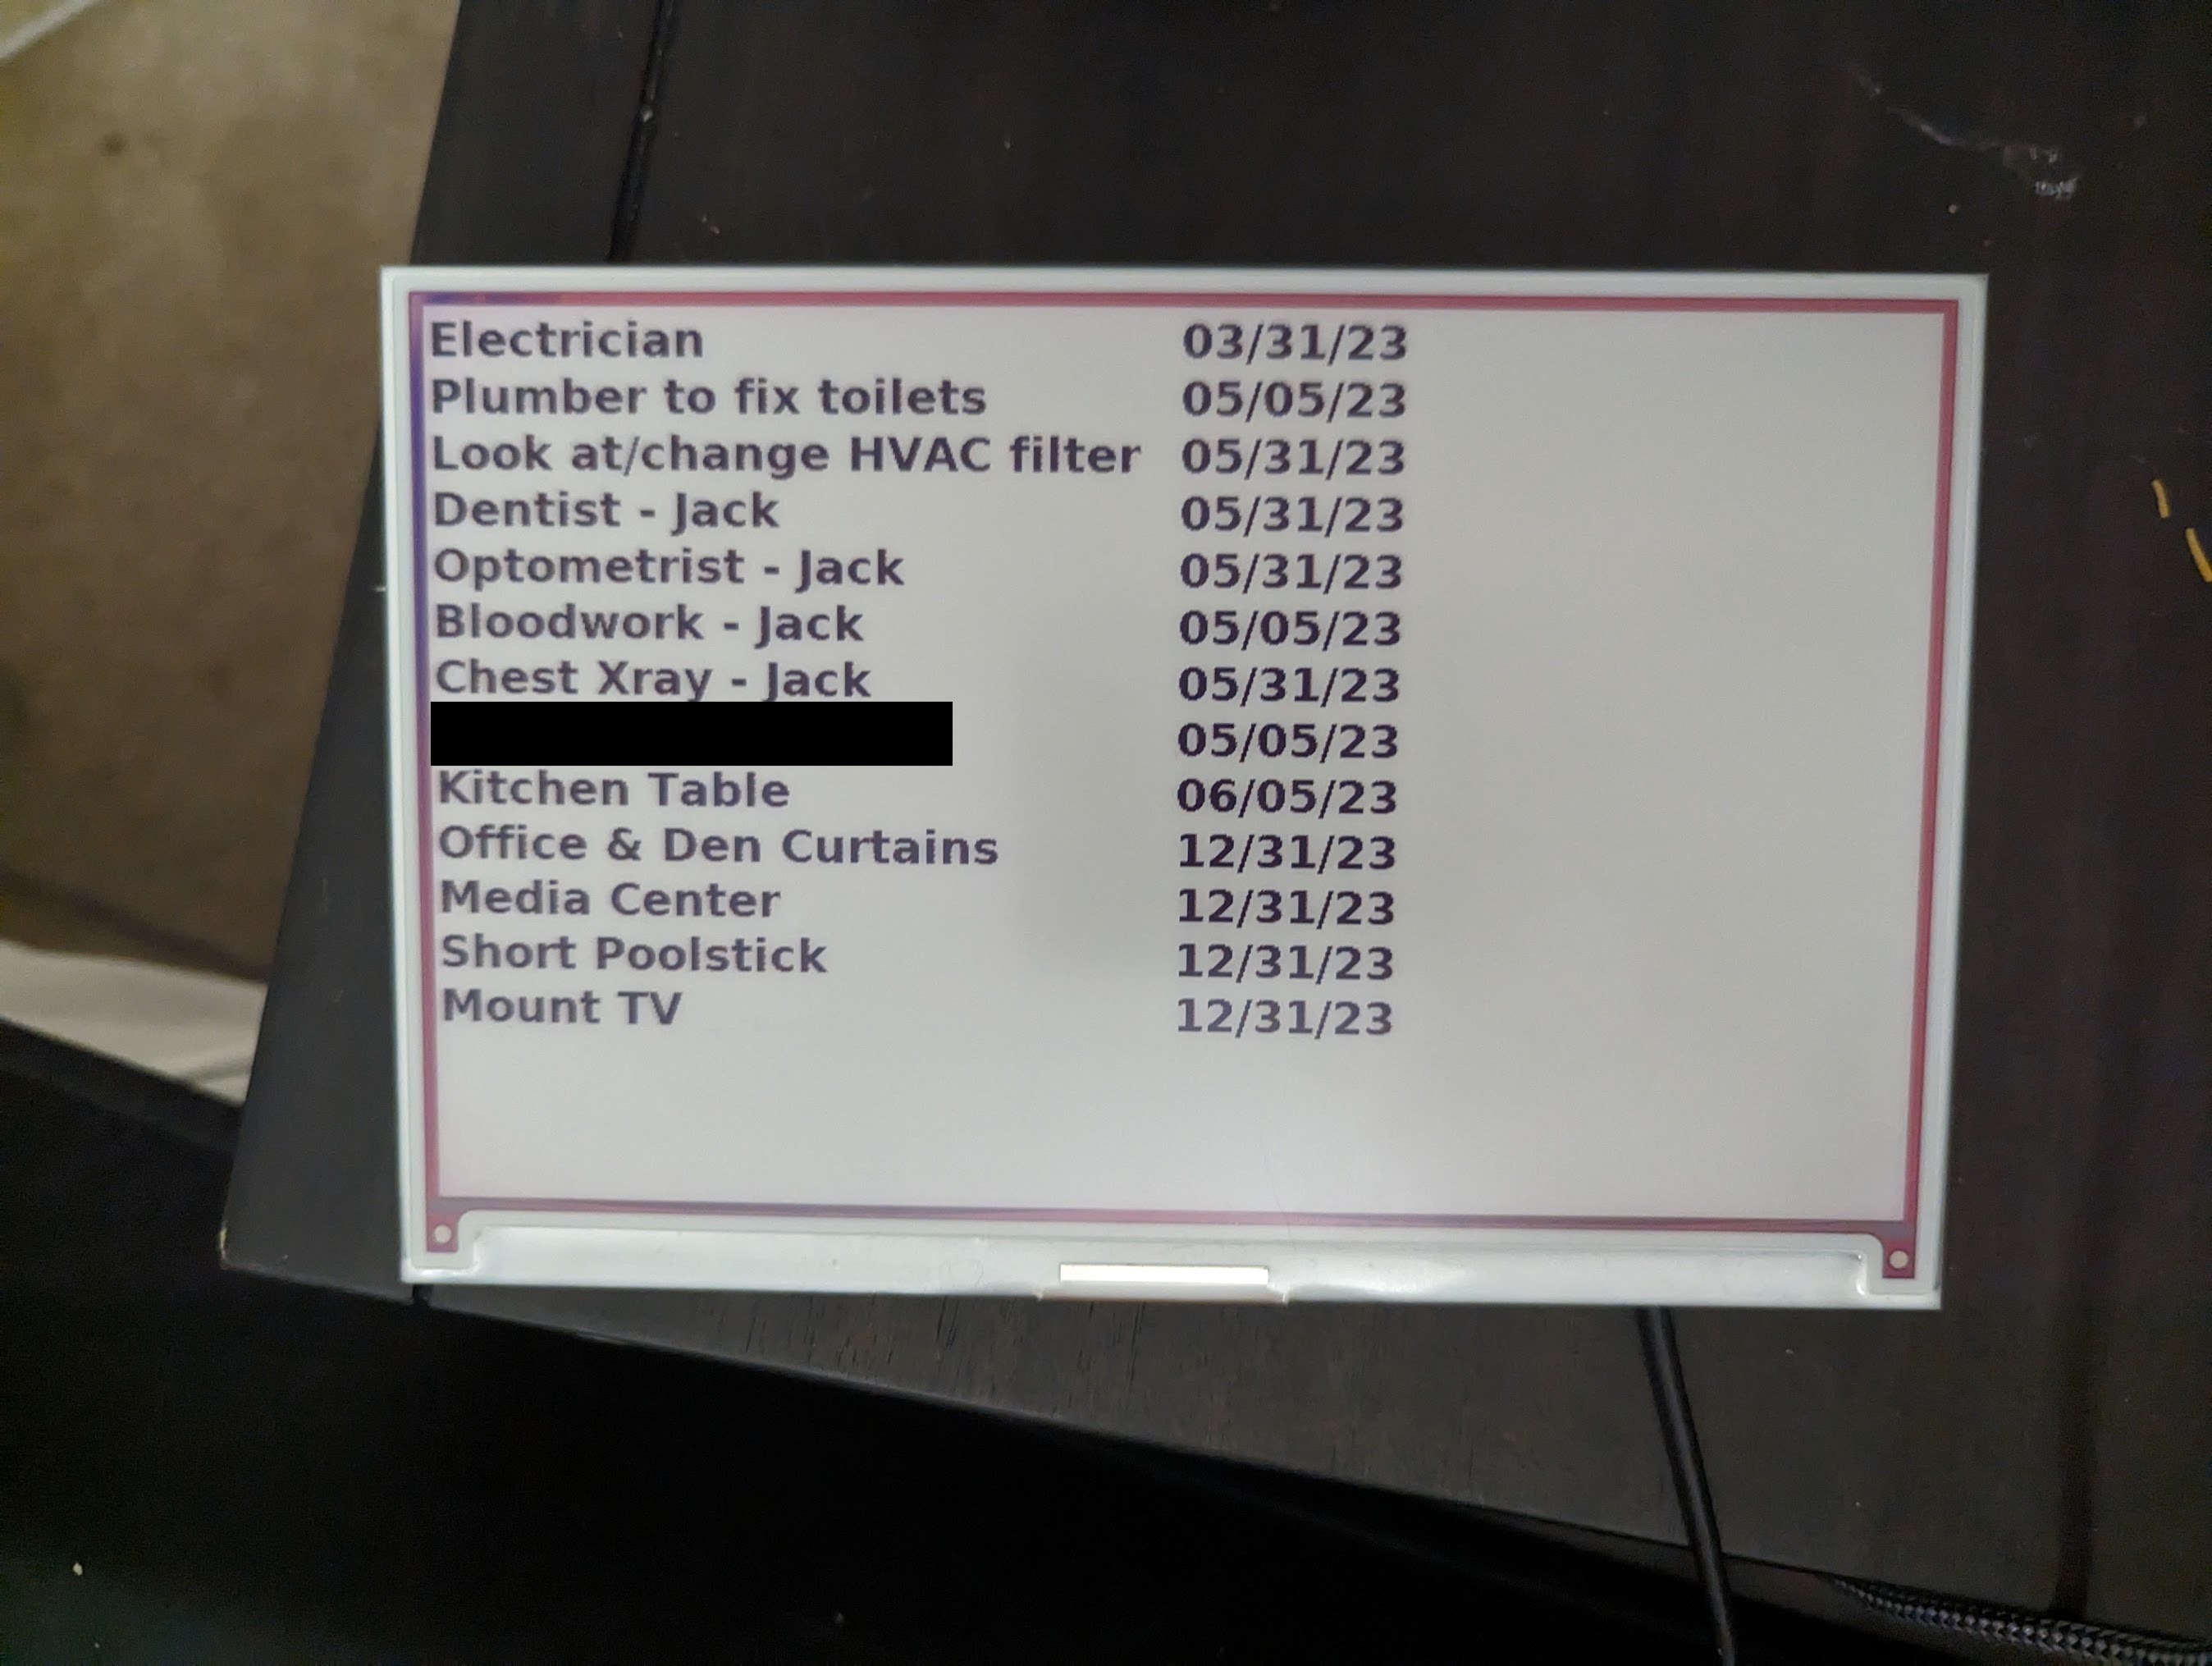 Electrician 03/31/23
Plumber to fix toilets 05/05/23
Look at/change HVAC filter 05/31/23
Dentist - Jack 05/31/23
Optometrist - Jack 05/31/23
Bloodwork - Jack 05/05/23
Chest Xray - Jack 05/31/23
05/05/23
Kitchen Table 06/05/23
Office & Den Curtains 12/31/23
Media Center 12/31/23
Short Poolstick 12/31/23
Mount TV 12/31/23